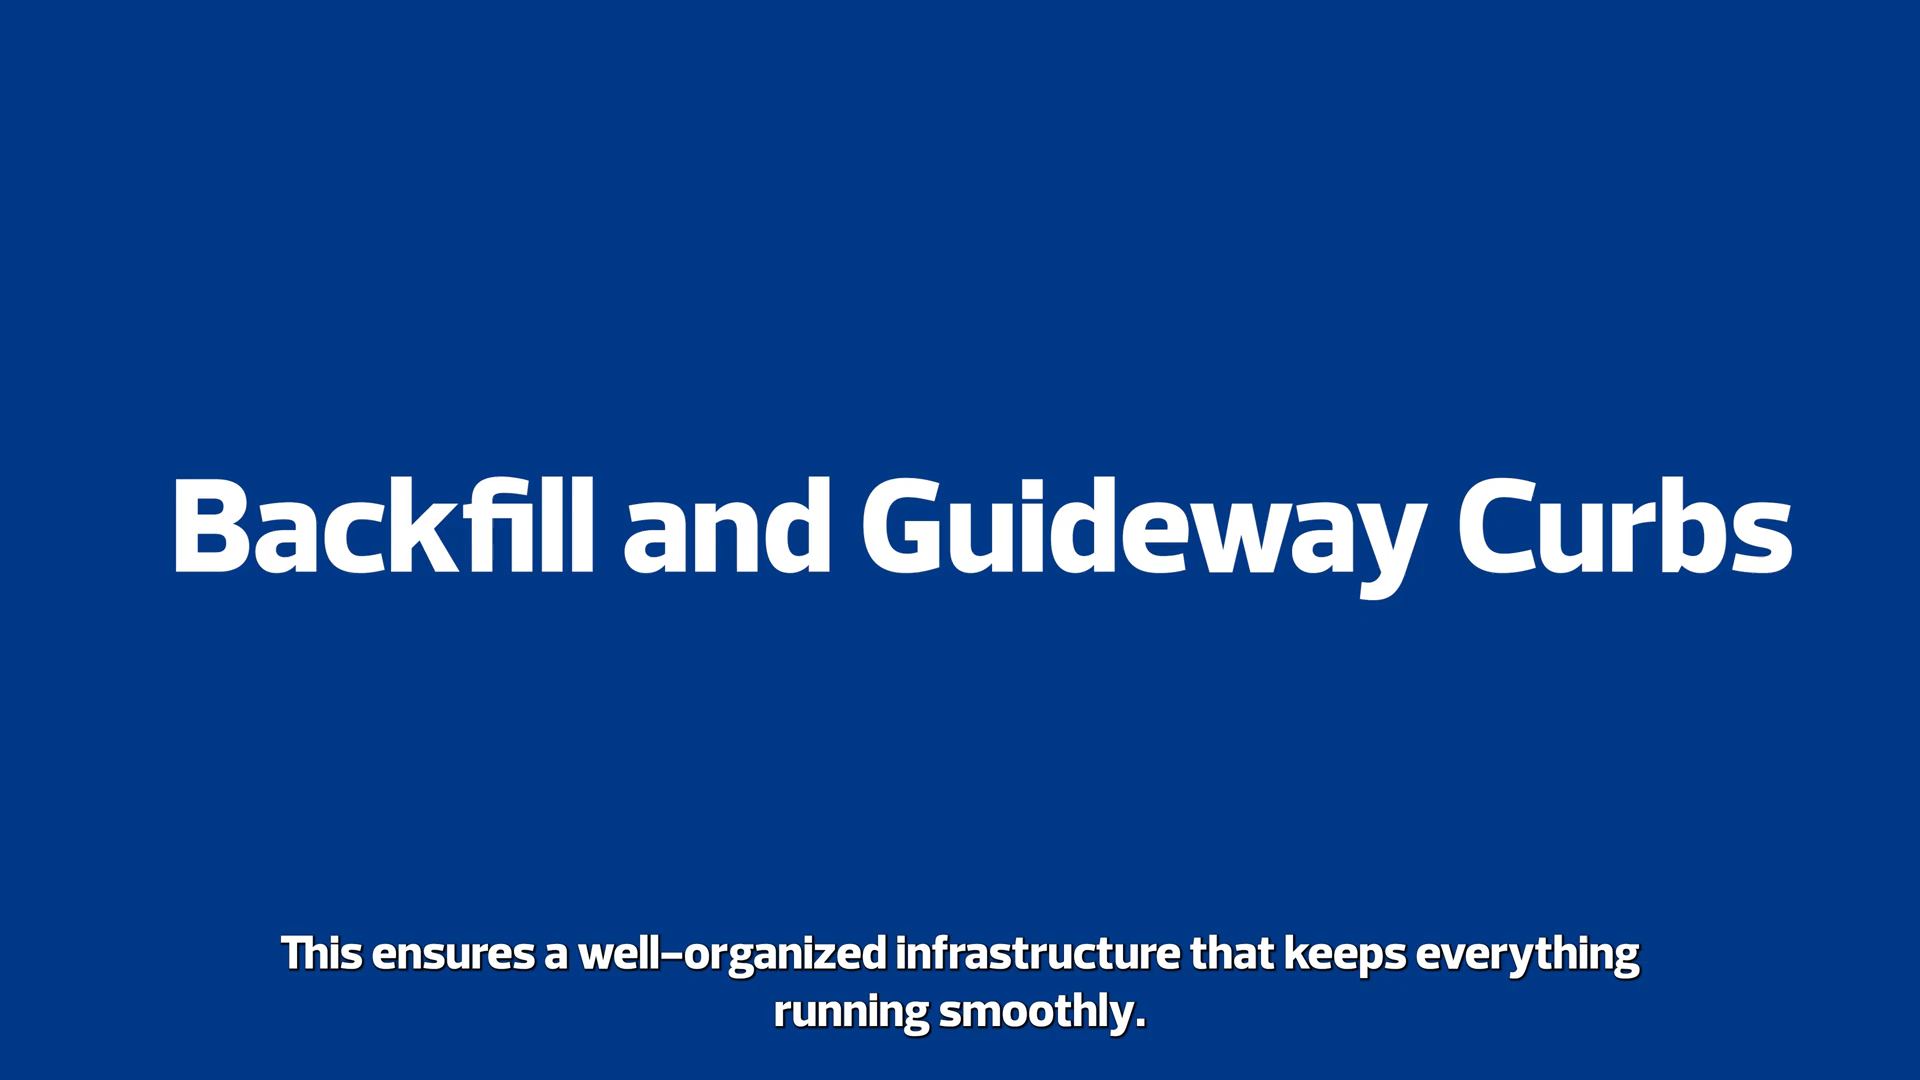 Backfill and Guideway Curbs
This ensures a well-organized infrastructure that keeps everything
running smoothly.